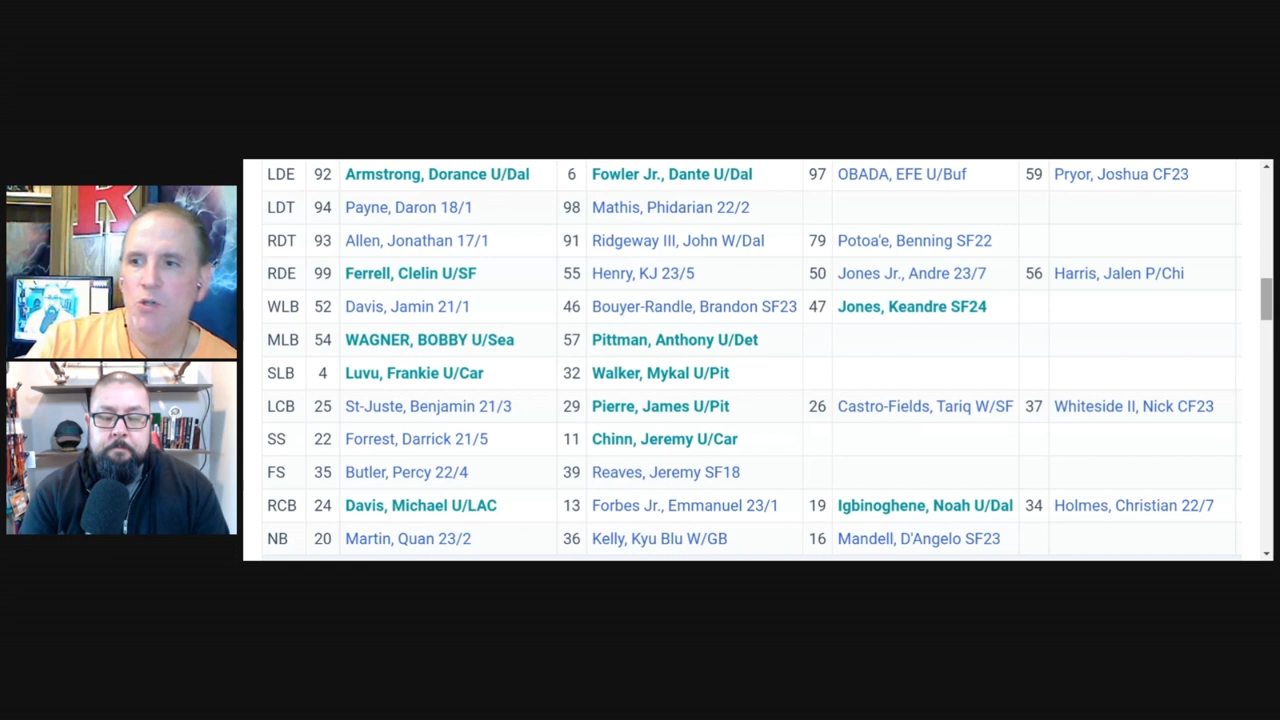 R
LDE 92 Armstrong, Dorance U/Dal 6 Fowler Jr., Dante U/Dal 97 OBADA, EFE U/Buf 59 Pryor, Joshua CF23
LDT 94 Payne, Daron 18/1 98 Mathis, Phidarian 22/2
RDT 93 Allen, Jonathan 17/1 91 Ridgeway III, John W/Dal 79 Potoa'e, Benning SF22
RDE 99 Ferrell, Clelin U/SF 55 Henry, KJ 23/5 50 Jones Jr., Andre 23/7 56 Harris, Jalen P/Chi
WLB 52 Davis, Jamin 21/1 46 Bouyer-Randle, Brandon SF23 47 Jones, Keandre SF24
MLB 54 WAGNER, BOBBY U/Sea 57 Pittman, Anthony U/Det
SLB 4 Luvu, Frankie U/Car 32 Walker, Mykal U/Pit
LCB 25 St-Juste, Benjamin 21/3 29 Pierre, James U/Pit 26 Castro-Fields, Tariq W/SF 37 Whiteside II, Nick CF23
SS 22 Forrest, Darrick 21/5 11 Chinn, Jeremy U/Car
FS 35 Butler, Percy 22/4 39 Reaves, Jeremy SF18
RCB 24 Davis, Michael U/LAC 13 Forbes Jr., Emmanuel 23/1 19 Igbinoghene, Noah U/Dal 34 Holmes, Christian 22/7
NB 20 Martin, Quan 23/2 36 Kelly, Kyu Blu W/GB 16 Mandell, D'Angelo SF23